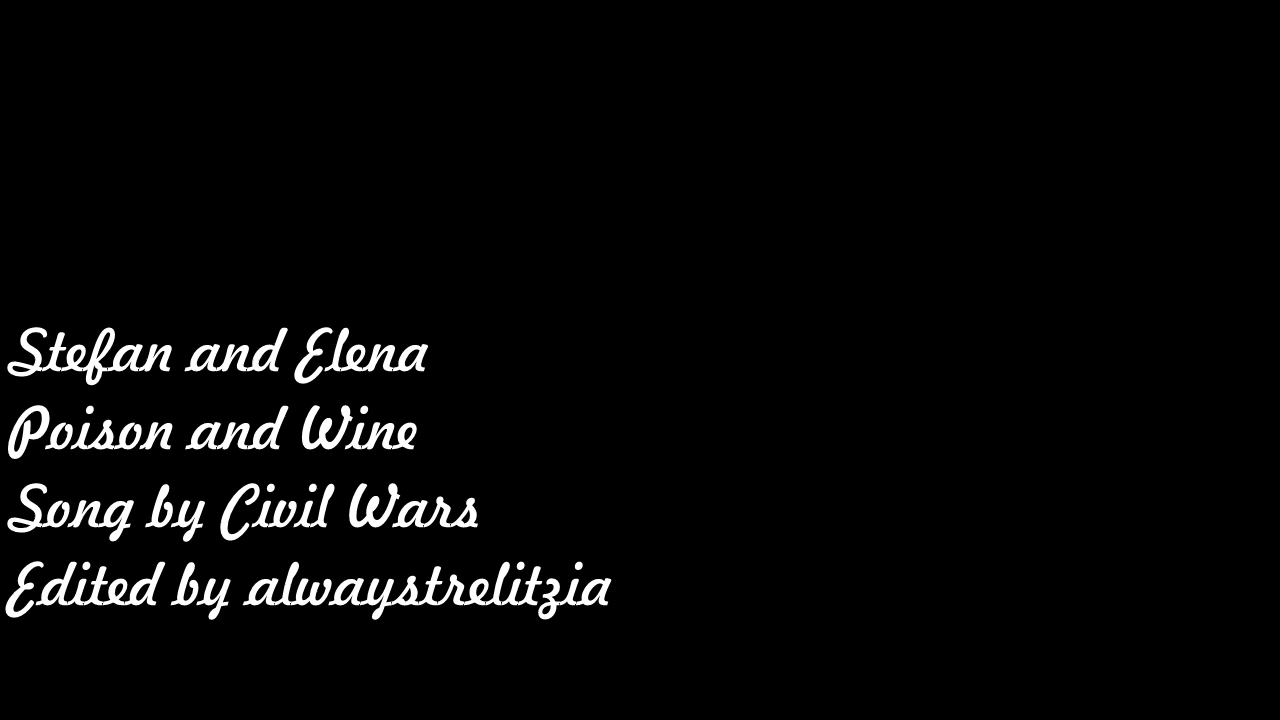 Stefan and Elena
Poison and Wine
Song by Civil Wars
Edited by alwaystrelitzia